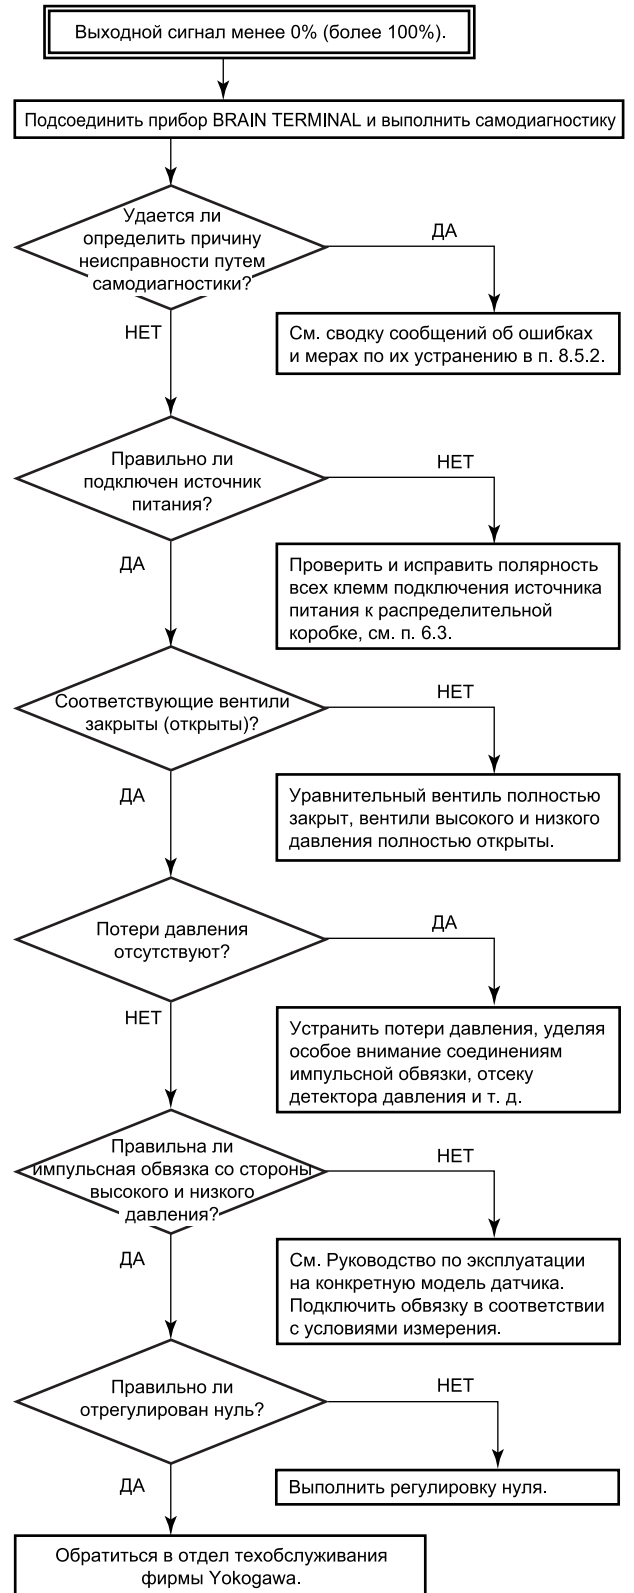 Выходной сигнал менее 0% (более 100%).
Подсоединить прибор BRAIN TERMINAL и выполнить самодиагностику
Удается ли
определить причину
неисправности путем
самодиагностики?
ДА
НЕТ
См. сводку сообщений об ошибках
и мерах по их устранению в п. 8.5.2.
Правильно ли
подключен источник
питания?
НЕТ
ДА
Проверить и исправить полярность
всех клемм подключения источника
питания к распределительной
коробке, см. п. 6.3.
Соответствующие вентили
закрыты (открыты)?
НЕТ
ДА
Уравнительный вентиль полностью
закрыт, вентили высокого и низкого
давления полностью открыты.
Потери давления
отсутствуют?
ДА
НЕТ
Устранить потери давления, уделяя
особое внимание соединениям
импульсной обвязки, отсеку
детектора давления и т. д.
Правильна ли
импульсная обвязка со стороны
высокого и низкого
давления?
НЕТ
ДА
См. Руководство по эксплуатации
на конкретную модель датчика.
Подключить обвязку в соответствии
с условиями измерения.
Правильно ли
отрегулирован нуль?
НЕТ
ДА
Выполнить регулировку нуля.
Обратиться в отдел техобслуживания
фирмы Yokogawa.